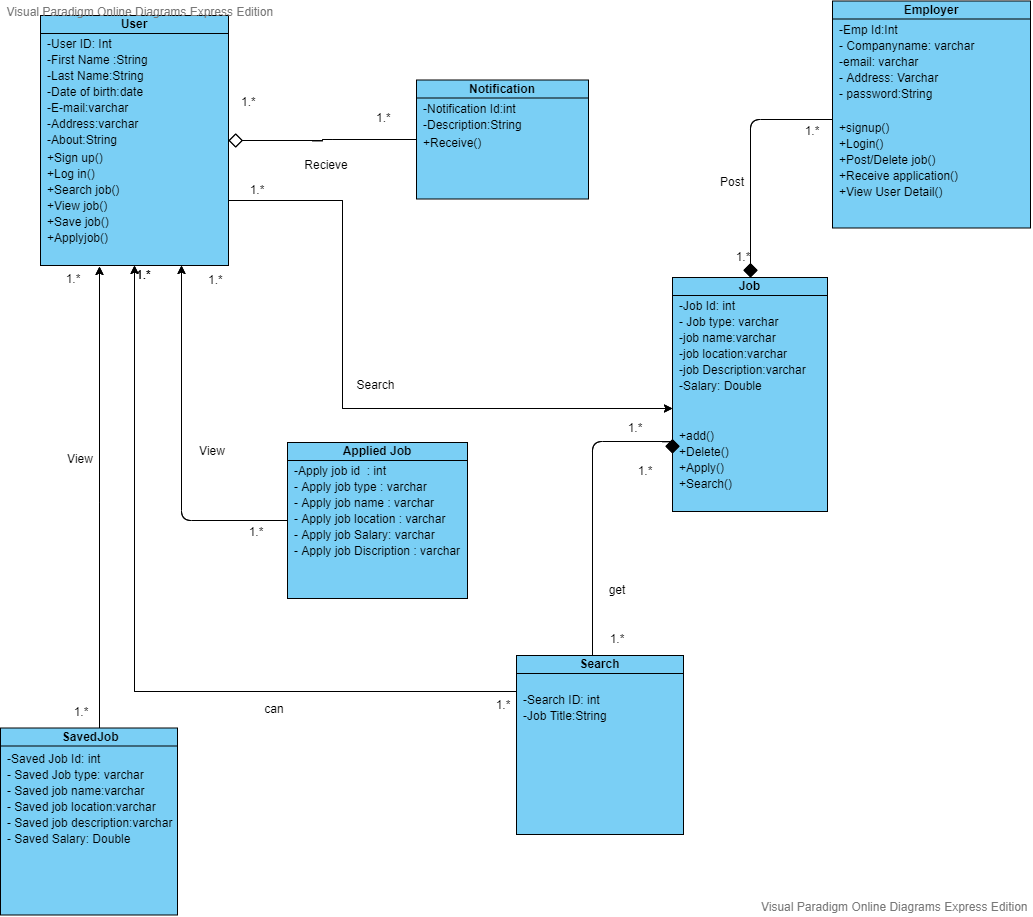 Visual Paradigm Online Diagrams Express Edition
User
-User ID: Int
-First Name :String
-Last Name:String
-Date of birth:date
-E-mail:varchar
-Address:varchar
-About:String
+Sign up()
+Log in()
+Search job()
+View job()
+Save job()
+Applyjob()
1.*
1.*
Recieve
1.*
Notification
-Notification Id:int
-Description:String
+Receive()
Employer
-Emp Id:Int
- Companyname: varchar
-email: varchar
- Address: Varchar
- password:String
+signup()
+Login()
+Post/Delete job()
+Receive application()
+View User Detail()
1.*
Post
1.*
Job
-Job Id: int
- Job type: varchar
-job name:varchar
-job location:varchar
-job Description:varchar
-Salary: Double
+add()
+Delete()
+Apply()
+Search()
1.*
1.*
1.*
Search
1.*
1.*
View
View
Applied Job
-Apply job id : int
- Apply job type : varchar
- Apply job name : varchar
- Apply job location : varchar
- Apply job Salary: varchar
- Apply job Discription : varchar
1.*
get
1.*
Search
-Search ID: int
-Job Title:String
1.*
can
1.*
SavedJob
-Saved Job Id: int
- Saved Job type: varchar
- Saved job name:varchar
- Saved job location:varchar
- Saved job description:varchar
- Saved Salary: Double
Visual Paradigm Online Diagrams Express Edition